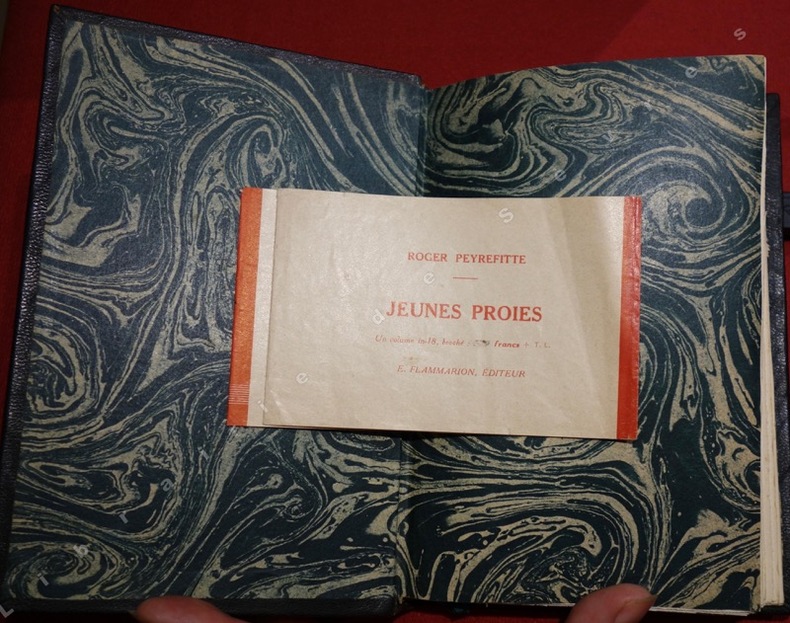 ROGER PEYREFITTE
JEUNES PROIES
Un volume in-18, broché francs + T. L.
E. FLAMMARION, ÉDITEUR